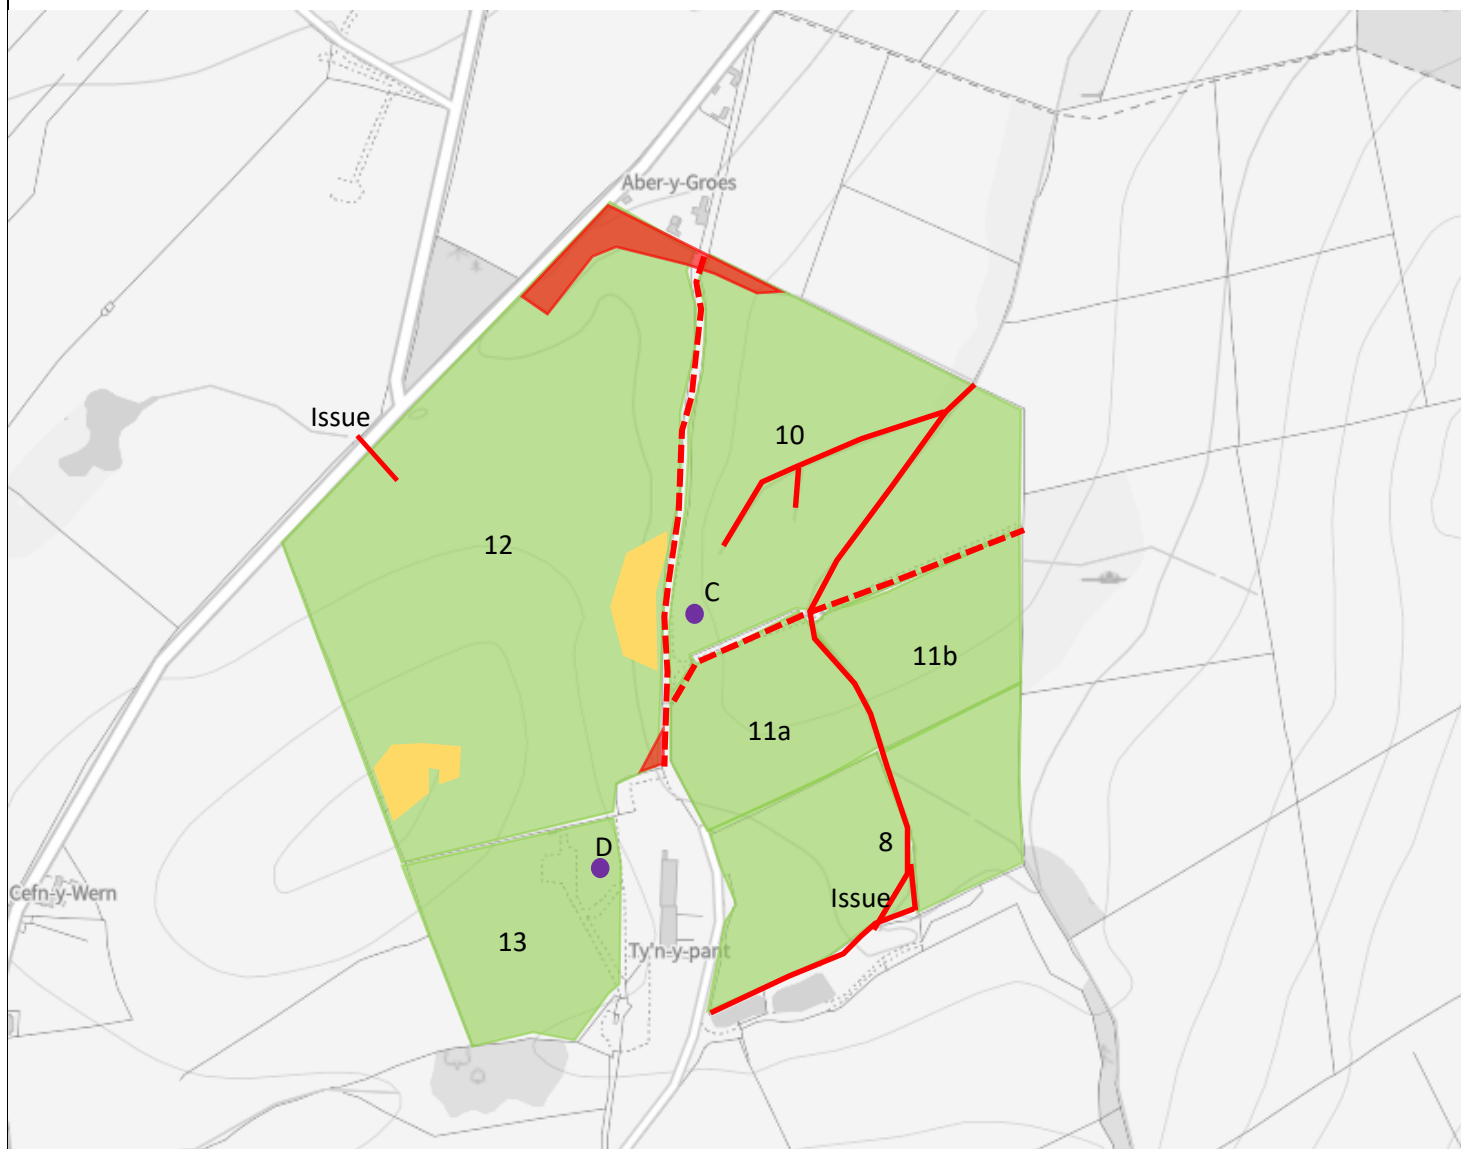 Aber-y-Groes
Issue
10
12
C
11b
11a
D
8
Cefn-y-Wern
Issue
13
Ty'n-y-pant